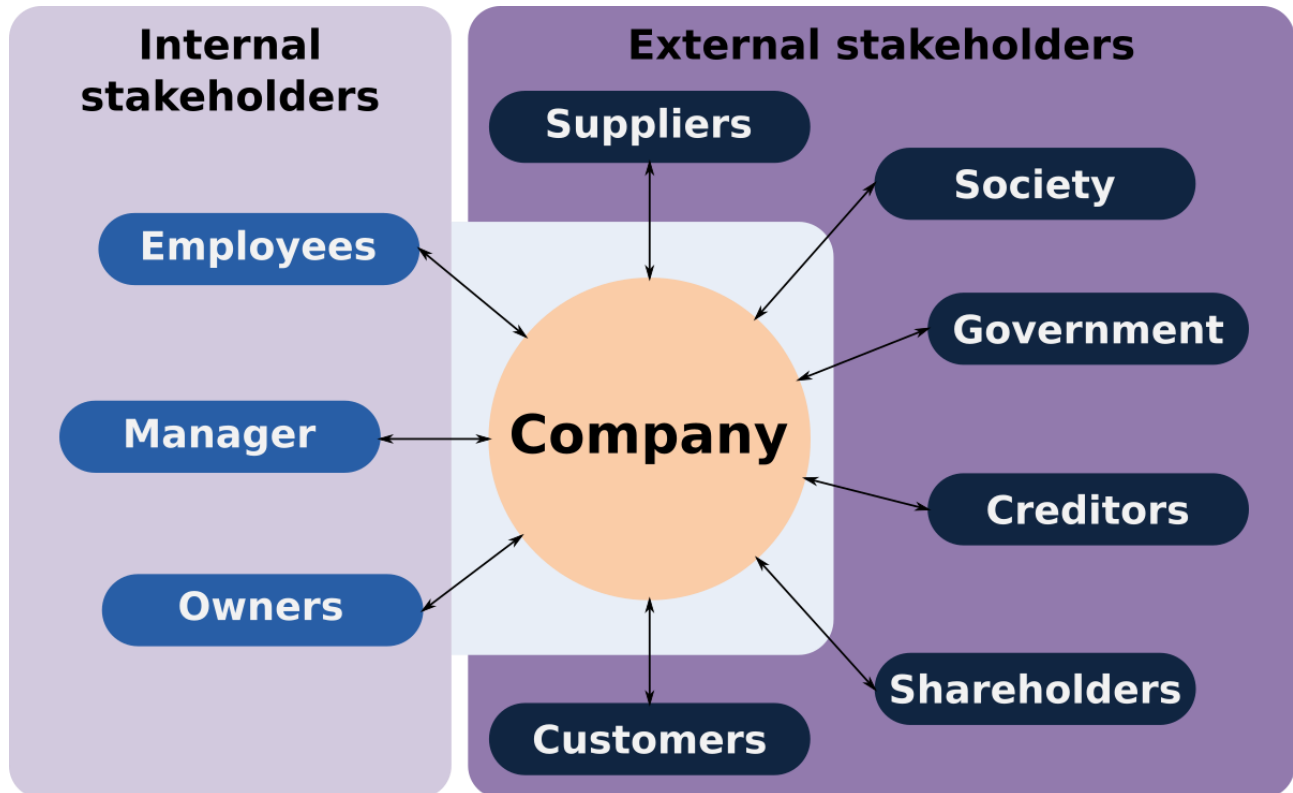 Internal
stakeholders
Employees
Manager
Owners
Company
External stakeholders
Suppliers
Society
Government
Creditors
Shareholders
Customers